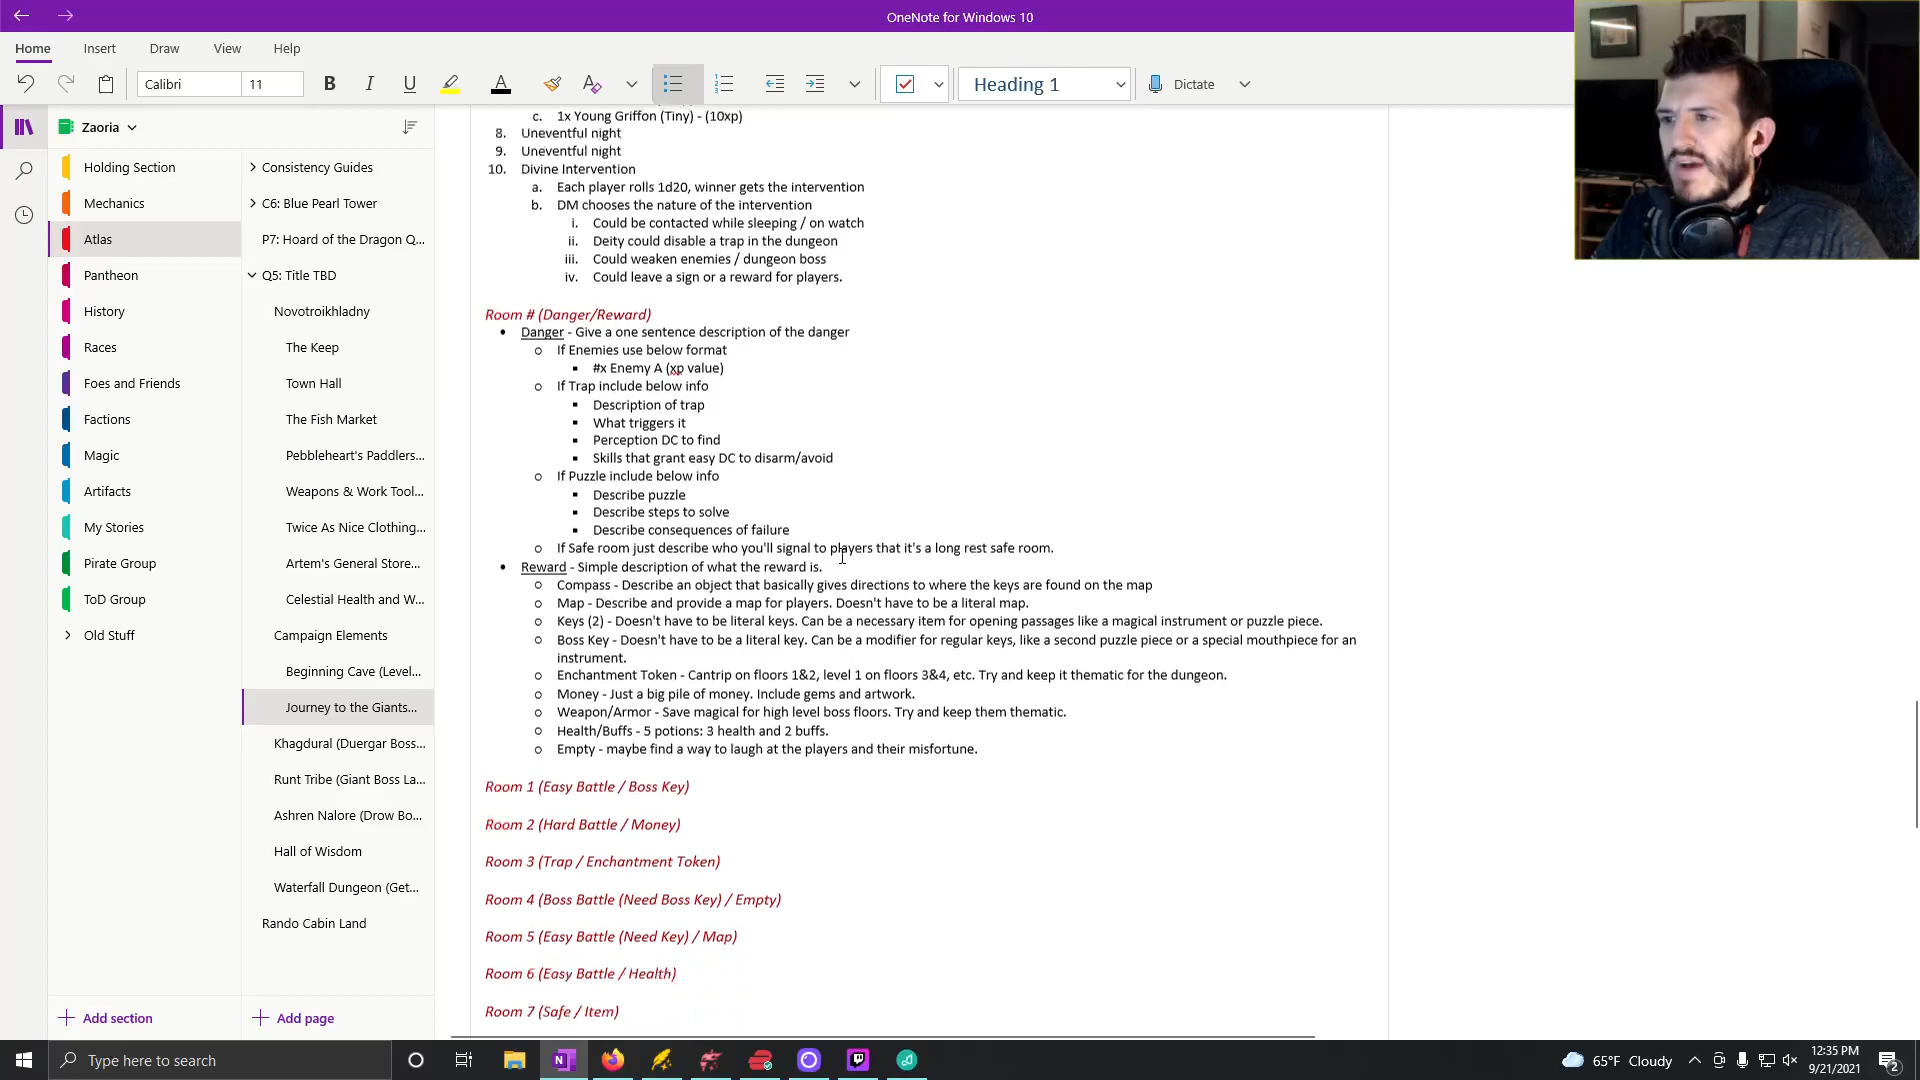 OneNote for Windows 10
Home
Insert
Draw
View
Help
Calibri
11
B
I
U
A
A
Heading 1
Dictate
Zaoria
Holding Section
Mechanics
Atlas
Pantheon
History
Races
Foes and Friends
Factions
Magic
Artifacts
My Stories
Pirate Group
ToD Group
Old Stuff
Add section
Consistency Guides
C6: Blue Pearl Tower
P7: Hoard of the Dragon Q...
Q5: Title TBD
Novotroikhladny
The Keep
Town Hall
The Fish Market
Pebbleheart's Paddlers...
Weapons & Work Tool...
Twice As Nice Clothing...
Artem's General Store...
Celestial Health and W...
Campaign Elements
Beginning Cave (Level...
Journey to the Giants...
Khagdural (Duergar Boss...
Runt Tribe (Giant Boss La...
Ashren Nalore (Drow Bo...
Hall of Wisdom
Waterfall Dungeon (Get...
Rando Cabin Land
Add page
c. 1x Young Griffon (Tiny) - (10xp)
8. Uneventful night
9. Uneventful night
10. Divine Intervention
a. Each player rolls 1d20, winner gets the intervention
b. DM chooses the nature of the intervention
i. Could be contacted while sleeping / on watch
ii. Deity could disable a trap in the dungeon
iii. Could weaken enemies / dungeon boss
iv. Could leave a sign or a reward for players.
Room # (Danger/Reward)
Danger - Give a one sentence description of the danger
If Enemies use below format
#x Enemy A (xp value)
If Trap include below info
Description of trap
What triggers it
Perception DC to find
Skills that grant easy DC to disarm/avoid
If Puzzle include below info
Describe puzzle
Describe steps to solve
Describe consequences of failure
If Safe room just describe who you'll signal to players that it's a long rest safe room.
Reward - Simple description of what the reward is.
Compass - Describe an object that basically gives directions to where the keys are found on the map
Map - Describe and provide a map for players. Doesn't have to be a literal map.
Keys (2) - Doesn't have to be literal keys. Can be a necessary item for opening passages like a magical instrument or puzzle piece.
Boss Key - Doesn't have to be a literal key. Can be a modifier for regular keys, like a second puzzle piece or a special mouthpiece for an
instrument.
Enchantment Token - Cantrip on floors 1&2, level 1 on floors 3&4, etc. Try and keep it thematic for the dungeon.
Money - Just a big pile of money. Include gems and artwork.
Weapon/Armor - Save magical for high level boss floors. Try and keep them thematic.
Health/Buffs - 5 potions: 3 health and 2 buffs.
Empty - maybe find a way to laugh at the players and their misfortune.
Room 1 (Easy Battle / Boss Key)
Room 2 (Hard Battle / Money)
Room 3 (Trap / Enchantment Token)
Room 4 (Boss Battle (Need Boss Key) / Empty)
Room 5 (Easy Battle (Need Key) / Map)
Room 6 (Easy Battle / Health)
Room 7 (Safe / Item)
Type here to search
65°F Cloudy
12:35 PM
9/21/2021
2